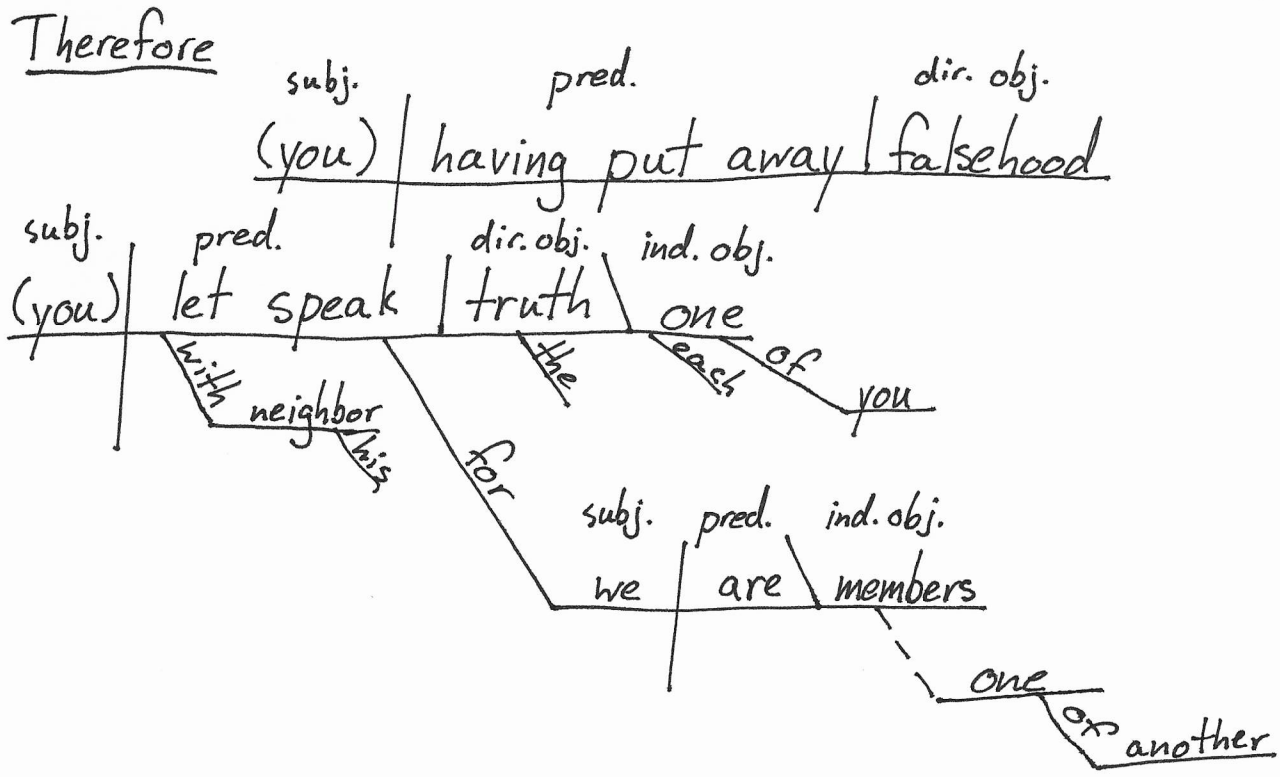 Therefore
subj. pred. dir. obj.
(you) having put away falsehood
subj. pred. dir. obj. ind. obj.
(you) let speak truth one
with the each of
you
neighbor
his
for
subj. pred. ind. obj.
we are members
one
of
another